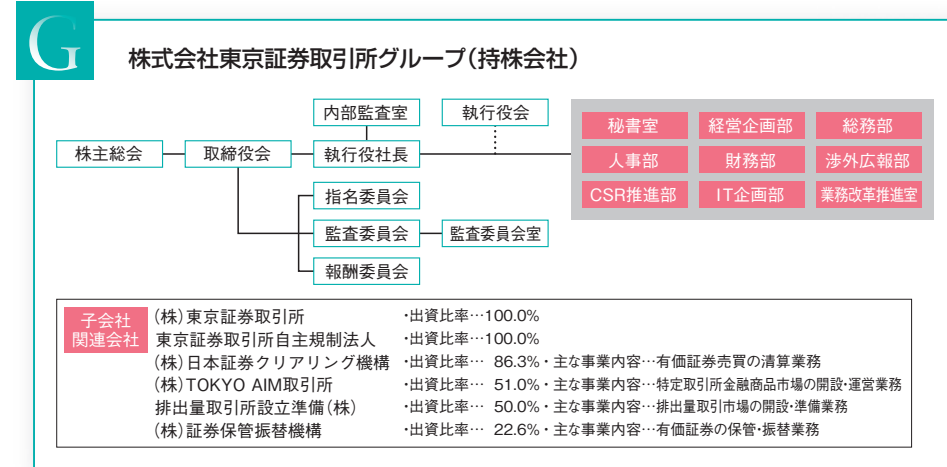 G
株式会社東京証券取引所グループ（持株会社）
内部監査室
執行役会
株主総会
取締役会
執行役社長
指名委員会
監査委員会
監査委員会室
報酬委員会
秘書室 経営企画部 総務部
人事部 財務部 渉外広報部
CSR推進部 IT企画部 業務改革推進室
子会社
関連会社
（株）東京証券取引所 ・出資比率…100.0%
東京証券取引所自主規制法人 ・出資比率…100.0%
（株）日本証券クリアリング機構 ・出資比率… 86.3%・主な事業内容…有価証券売買の清算業務
（株）TOKYO AIM取引所 ・出資比率… 51.0%・主な事業内容…特定取引所金融商品市場の開設・運営業務
排出量取引所設立準備（株） ・出資比率… 50.0%・主な事業内容…排出量取引市場の開設・準備業務
（株）証券保管振替機構 ・出資比率… 22.6%・主な事業内容…有価証券の保管・振替業務